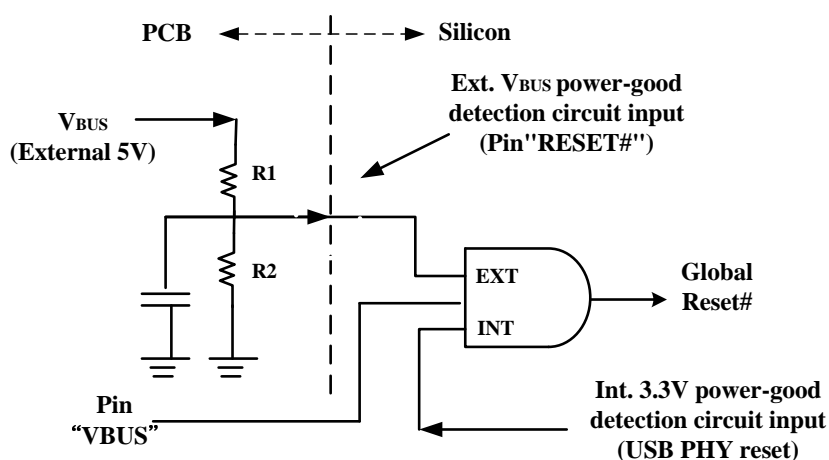 PCB
Silicon
Ext. VBUS power-good
detection circuit input
(Pin"RESET#")
VBUS
(External 5V)
R1
R2
EXT
INT
Global
Reset#
Pin
“VBUS”
Int. 3.3V power-good
detection circuit input
(USB PHY reset)